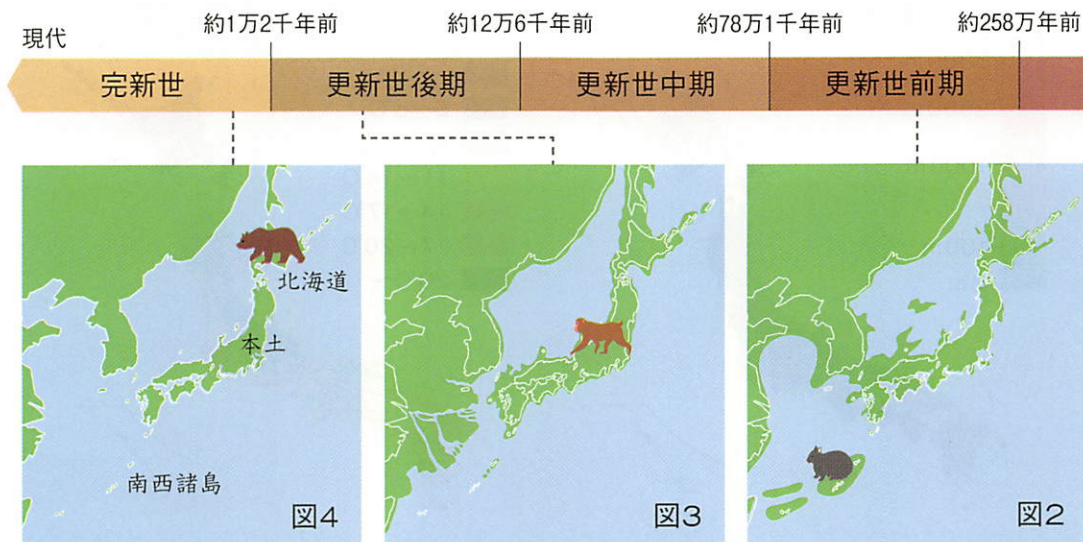 現代
約1万2千年前
約12万6千年前
約78万1千年前
約258万年前
完新世
更新世後期
更新世中期
更新世前期
北海道
本土
南西諸島
図4
図3
図2